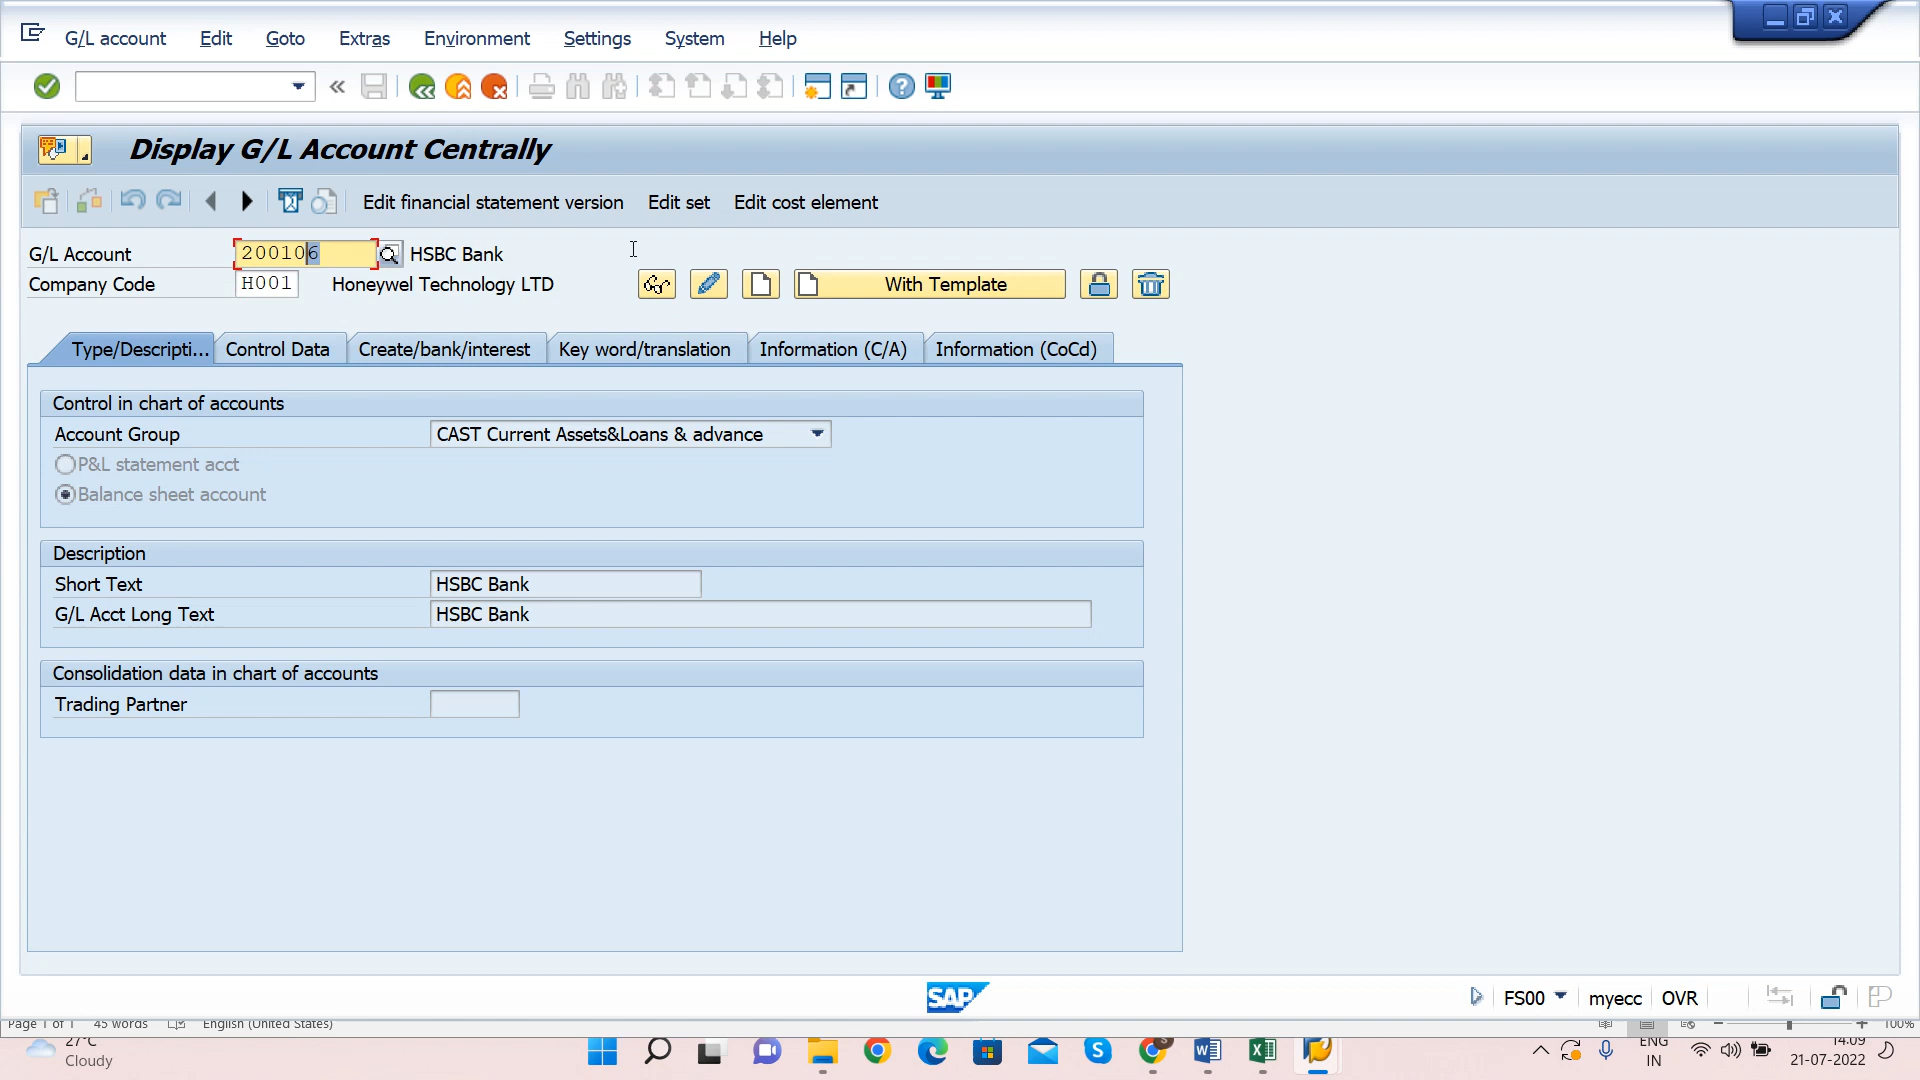 G/L account Edit Goto Extras Environment Settings System Help
Display G/L Account Centrally
Edit financial statement version Edit set Edit cost element
G/L Account 200106 HSBC Bank
Company Code H001 Honeywel Technology LTD With Template
Type/Descripti... Control Data Create/bank/interest Key word/translation Information (C/A) Information (CoCd)
Control in chart of accounts
Account Group CAST Current Assets&Loans & advance
P&L statement acct
Balance sheet account
Description
Short Text HSBC Bank
G/L Acct Long Text HSBC Bank
Consolidation data in chart of accounts
Trading Partner
SAP FS00 myecc OVR
Page 1 of 1 45 words English (United States) 100%
27°C
Cloudy
ENG
IN
14:09
21-07-2022